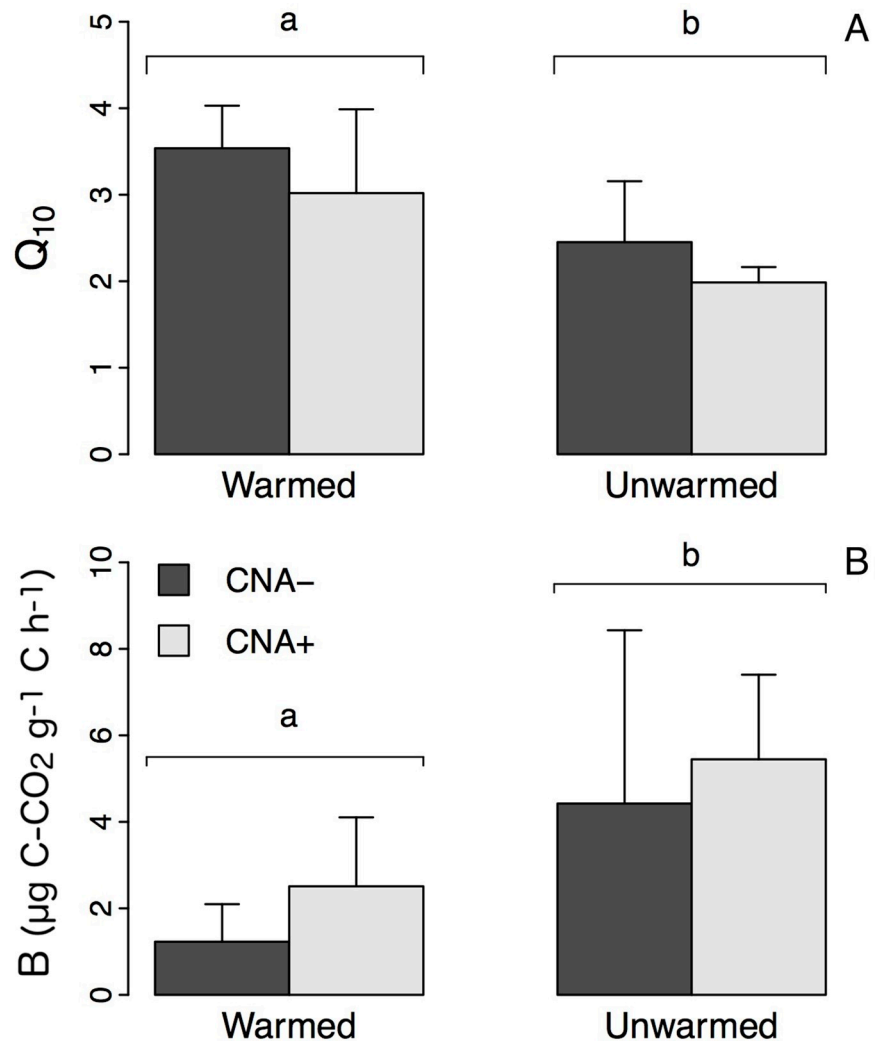 A
a
b
5
4
3
2
1
0
Q10
Warmed
Unwarmed
B
b
10
8
6
4
2
0
CNA–
CNA+
a
B (µg C-CO2 g-1 C h-1)
Warmed
Unwarmed